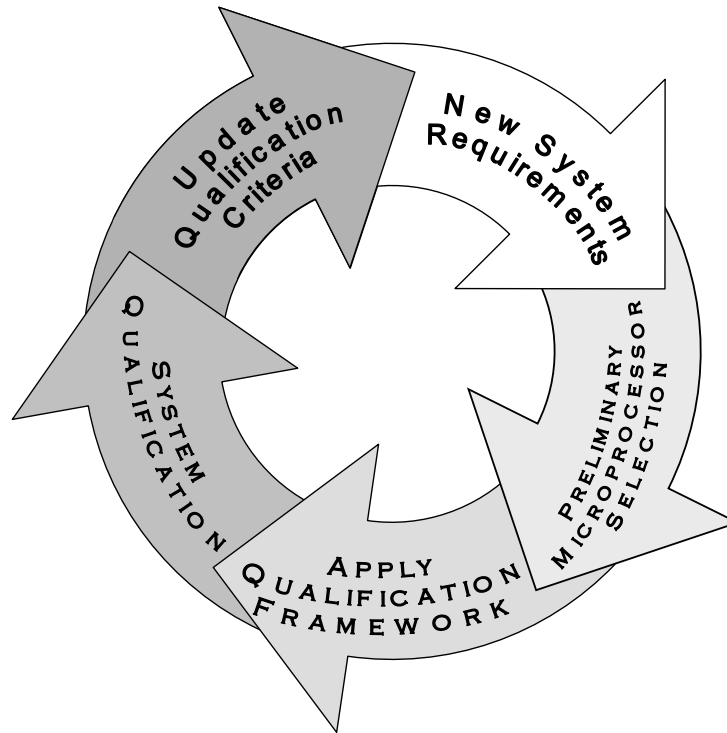 New System
Requirements
PRELIMINARY
MICROPROCESSOR
SELECTION
APPLY
QUALIFICATION
FRAMEWORK
SYSTEM
QUALIFICATION
Update
Qualification
Criteria